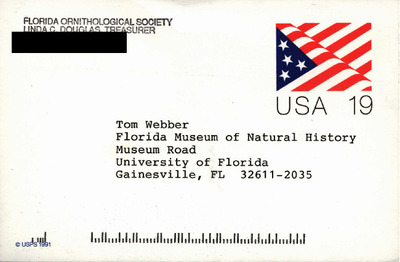 FLORIDA ORNITHOLOGICAL SOCIETY
LINDA C. DOUGLAS, TREASURER
USA 19
Tom Webber
Florida Museum of Natural History
Museum Road
University of Florida
Gainesville, FL 32611-2035
© USPS 1991